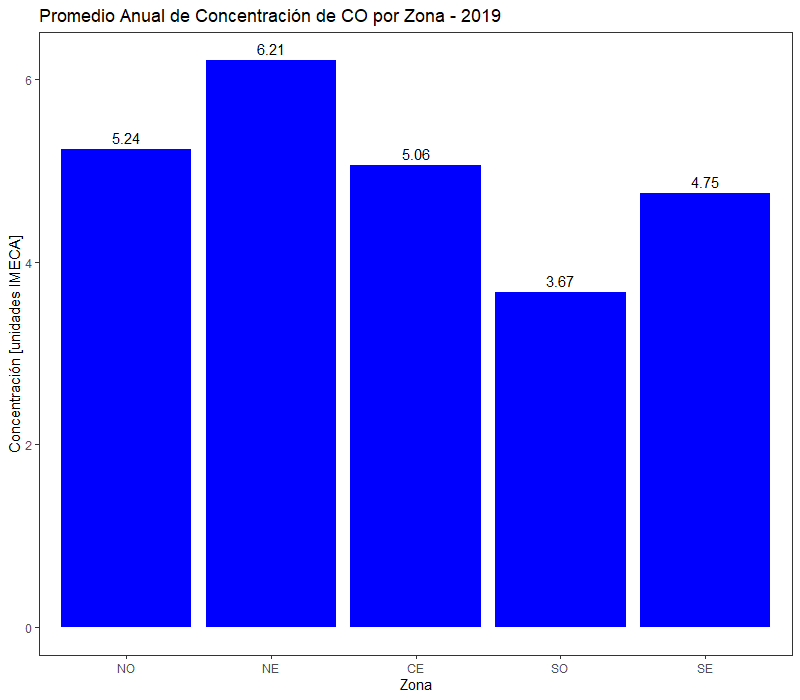 Promedio Anual de Concentración de CO por Zona - 2019
Concentración [unidades IMECA]
6
4
2
0
5.24
6.21
5.06
3.67
4.75
NO
NE
CE
SO
SE
Zona